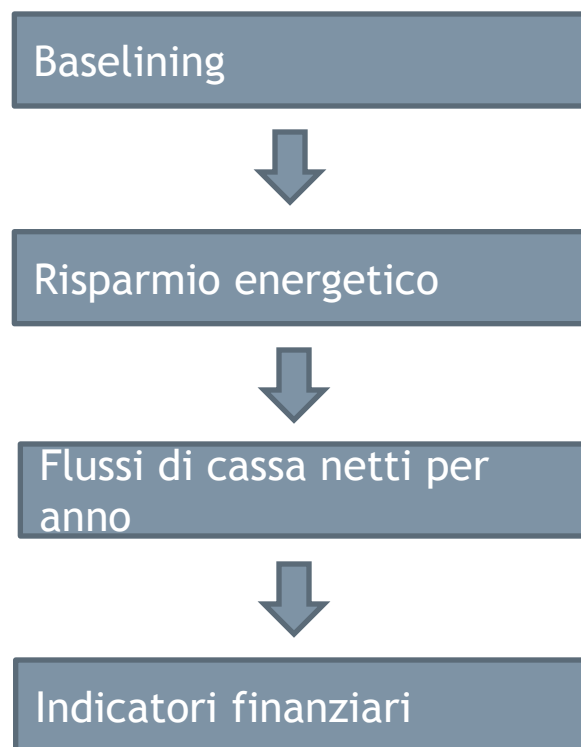 Baselining
Risparmio energetico
Flussi di cassa netti per
anno
Indicatori finanziari